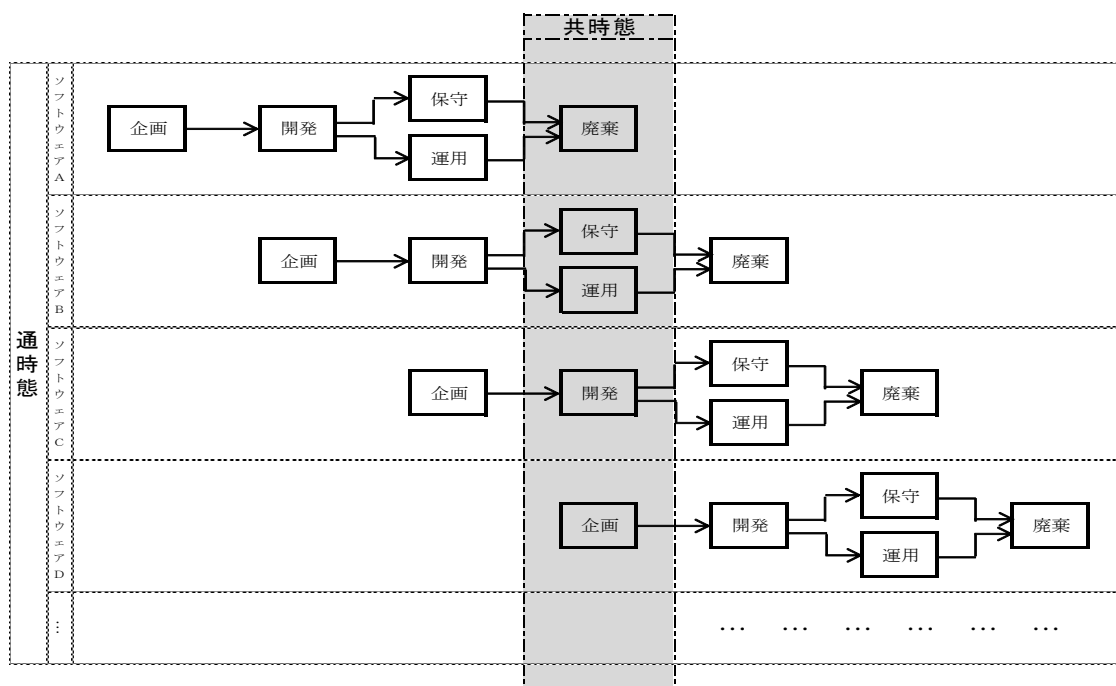 共時態
通時態
ソフトウェアA
企画
開発
保守
運用
廃棄
ソフトウェアB
企画
開発
保守
運用
廃棄
ソフトウェアC
企画
開発
保守
運用
廃棄
ソフトウェアD
企画
開発
保守
運用
廃棄
…
… … … … … …